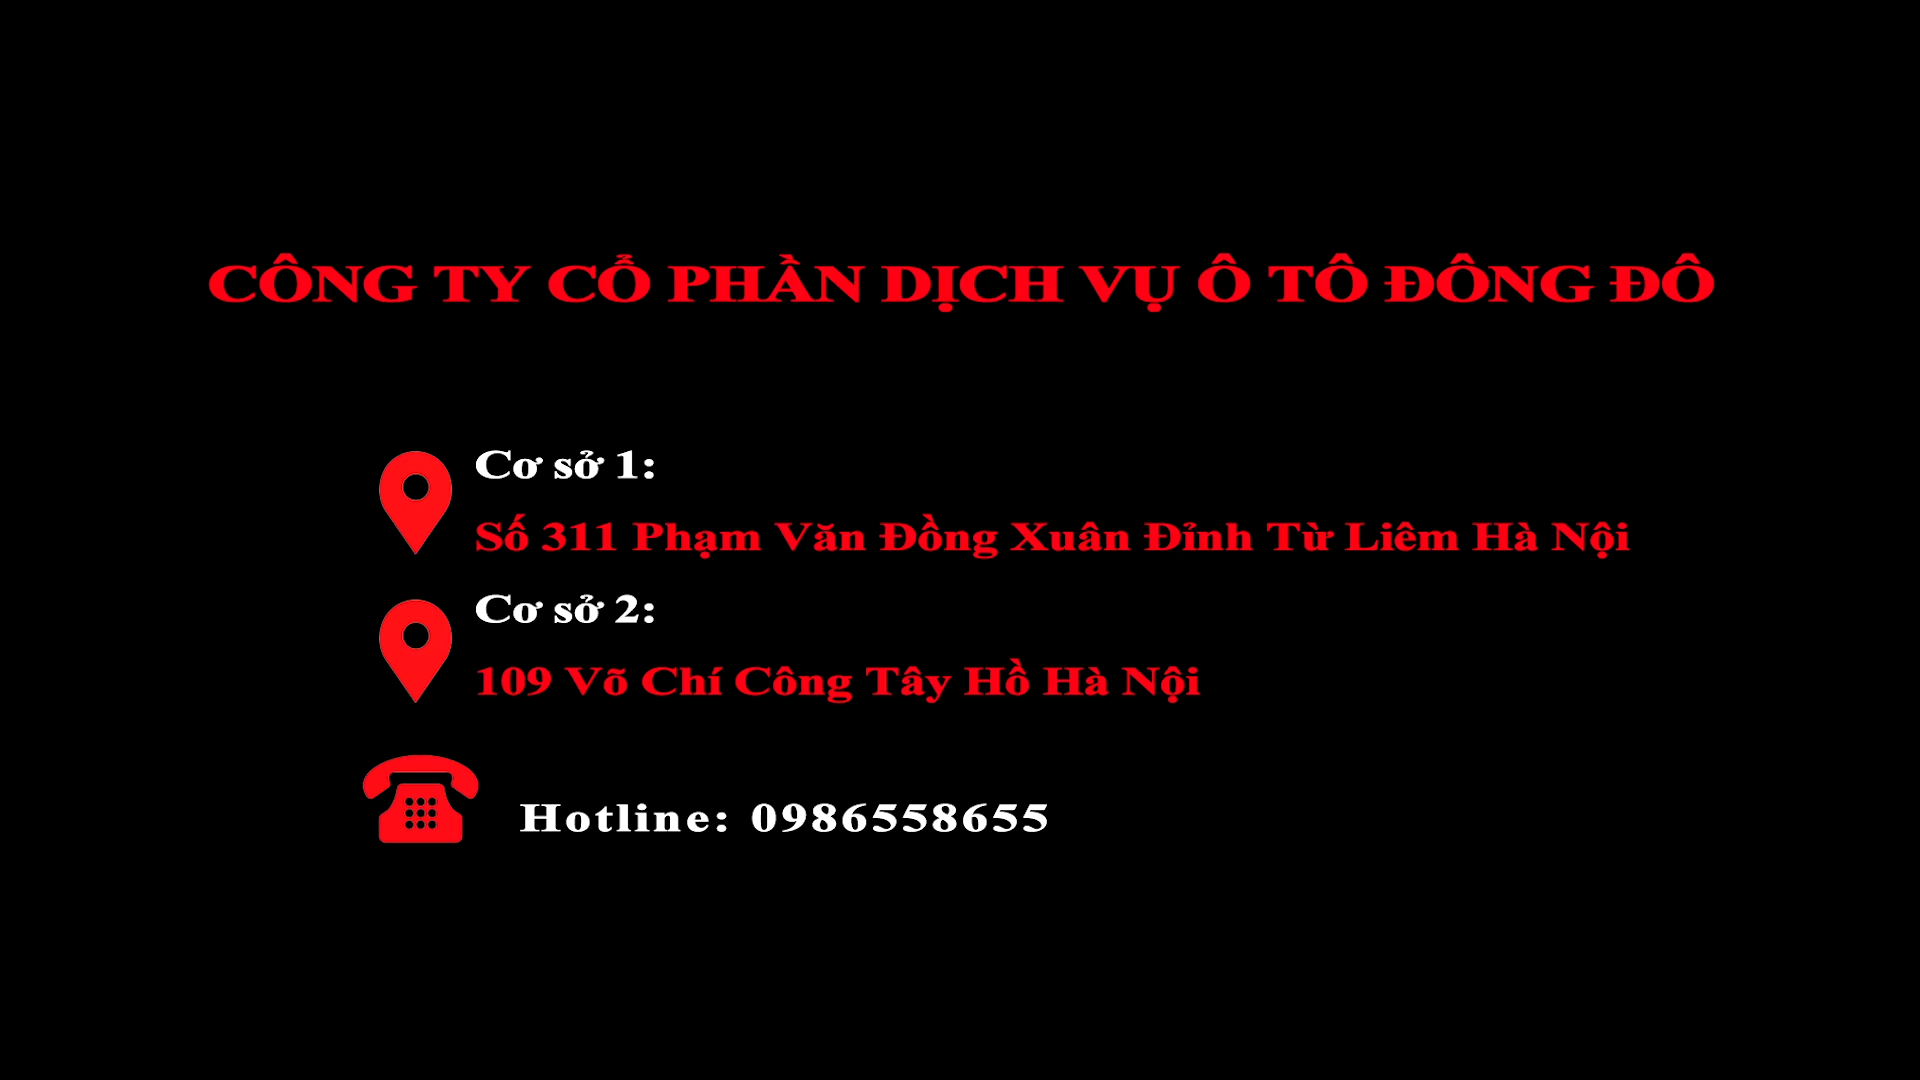 CÔNG TY CỔ PHẦN DỊCH VỤ Ô TÔ ĐÔNG ĐÔ
Cơ sở 1:
Số 311 Phạm Văn Đồng Xuân Đỉnh Từ Liêm Hà Nội
Cơ sở 2:
109 Võ Chí Công Tây Hồ Hà Nội
Hotline: 0986558655